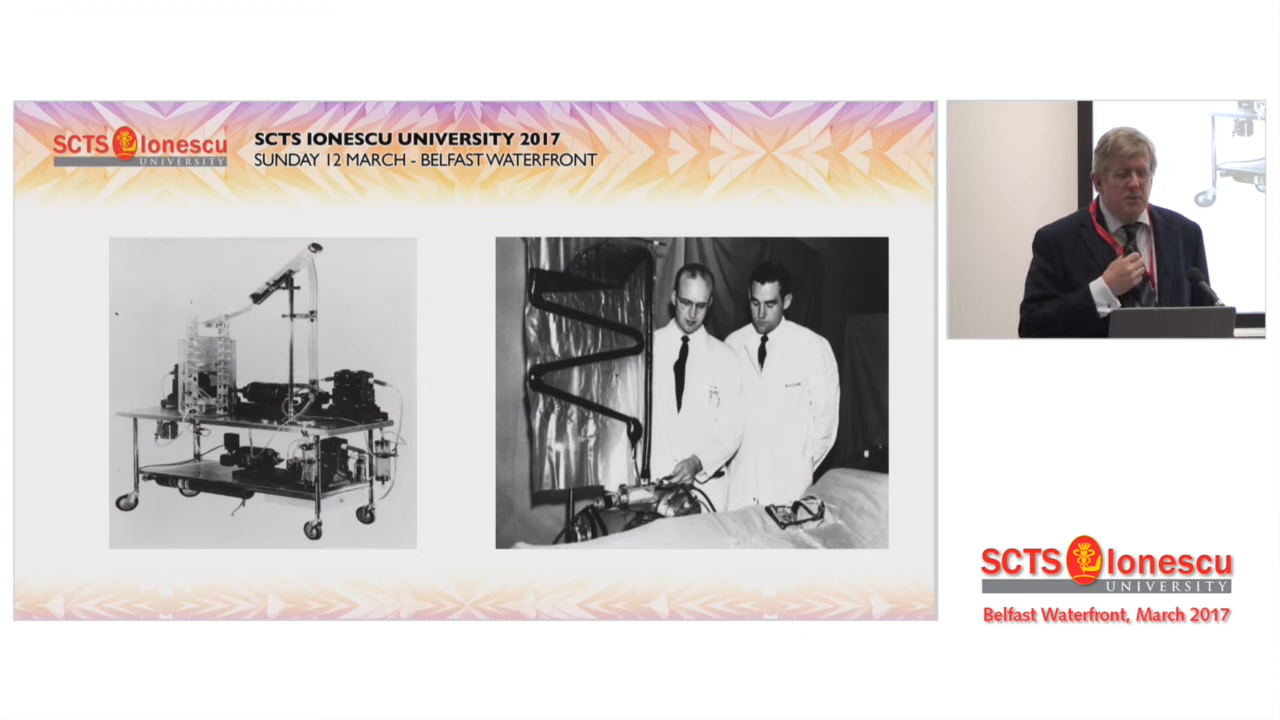 SCTS Ionescu
UNIVERSITY
SCTS IONESCU UNIVERSITY 2017
SUNDAY 12 MARCH - BELFAST WATERFRONT
SCTS Ionescu
UNIVERSITY
Belfast Waterfront, March 2017